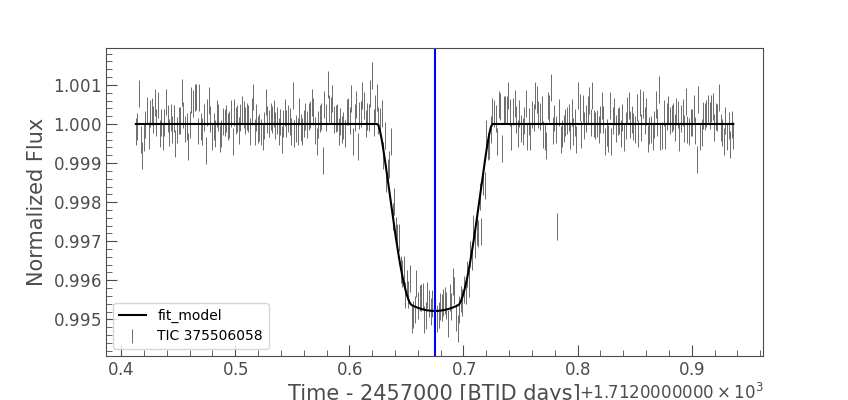 1.001
1.000
0.999
0.998
0.997
0.996
0.995
Normalized Flux
fit_model
TIC 375506058
0.4 0.5 0.6 0.7 0.8 0.9
Time - 2457000 [BTJD days] +1.7120000000 × 10³